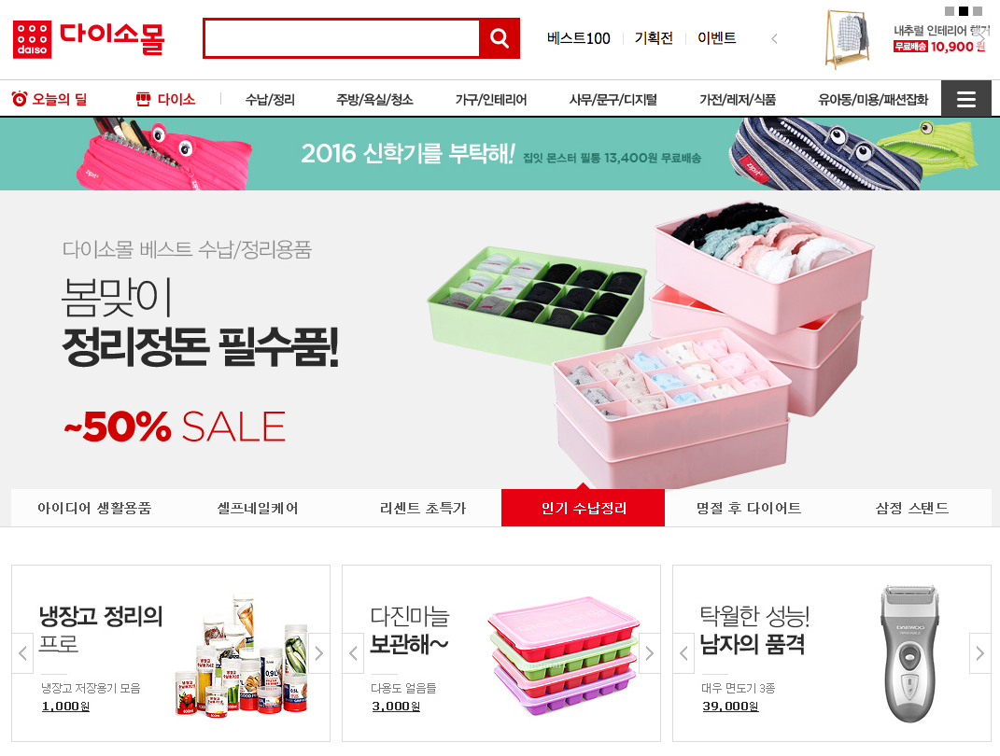 daiso 다이소몰
베스트100 기획전 이벤트
내추럴 인테리어 행거
무료배송 10,900 원
오늘의 딜 다이소 수납/정리 주방/욕실/청소 가구/인테리어 사무/문구/디지털 가전/레저/식품 유아동/미용/패션잡화
2016 신학기를 부탁해! 집잇 몬스터 필통 13,400원 무료배송
다이소몰 베스트 수납/정리용품
봄맞이
정리정돈 필수품!
~50% SALE
아이디어 생활용품 셀프네일케어 리센트 초특가 인기 수납정리 명절 후 다이어트 삼정 스탠드
냉장고 정리의
프로
냉장고 저장용기 모음
1,000원
다진마늘
보관해~
다용도 얼음틀
3,000원
탁월한 성능!
남자의 품격
대우 면도기 3종
39,000원
DAEWOO